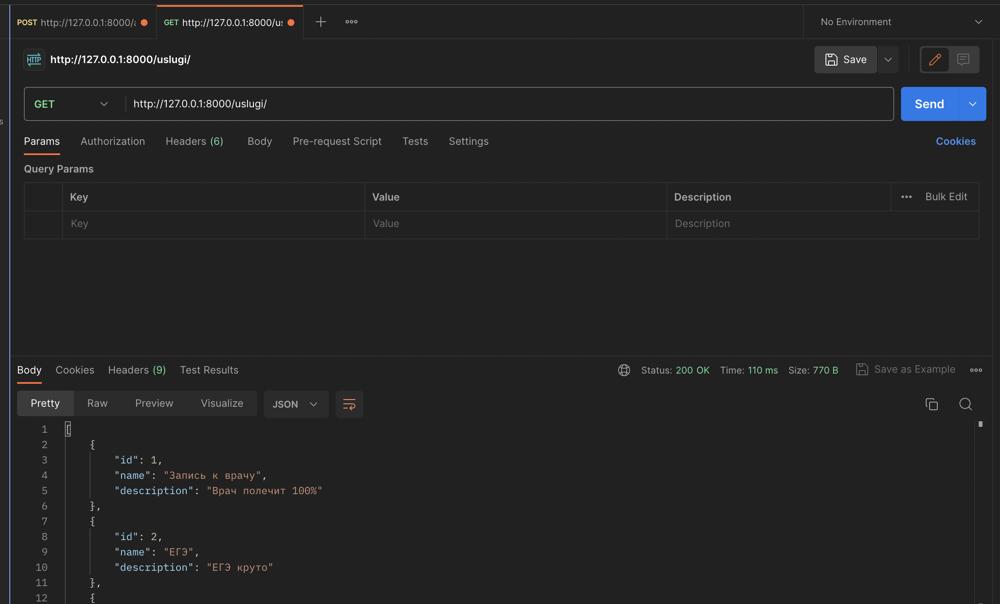 POST http://127.0.0.1:8000/a
GET http://127.0.0.1:8000/us
No Environment
HTTP http://127.0.0.1:8000/uslugi/
Save
GET http://127.0.0.1:8000/uslugi/
Send
s
Params Authorization Headers (6) Body Pre-request Script Tests Settings Cookies
Query Params
Key Value Description Bulk Edit
Key Value Description
Body Cookies Headers (9) Test Results Status: 200 OK Time: 110 ms Size: 770 B Save as Example
Pretty Raw Preview Visualize JSON
1 [
2 {
3 "id": 1,
4 "name": "Запись к врачу",
5 "description": "Врач полечит 100%"
6 },
7 {
8 "id": 2,
9 "name": "ЕГЭ",
10 "description": "ЕГЭ круто"
11 },
12 {